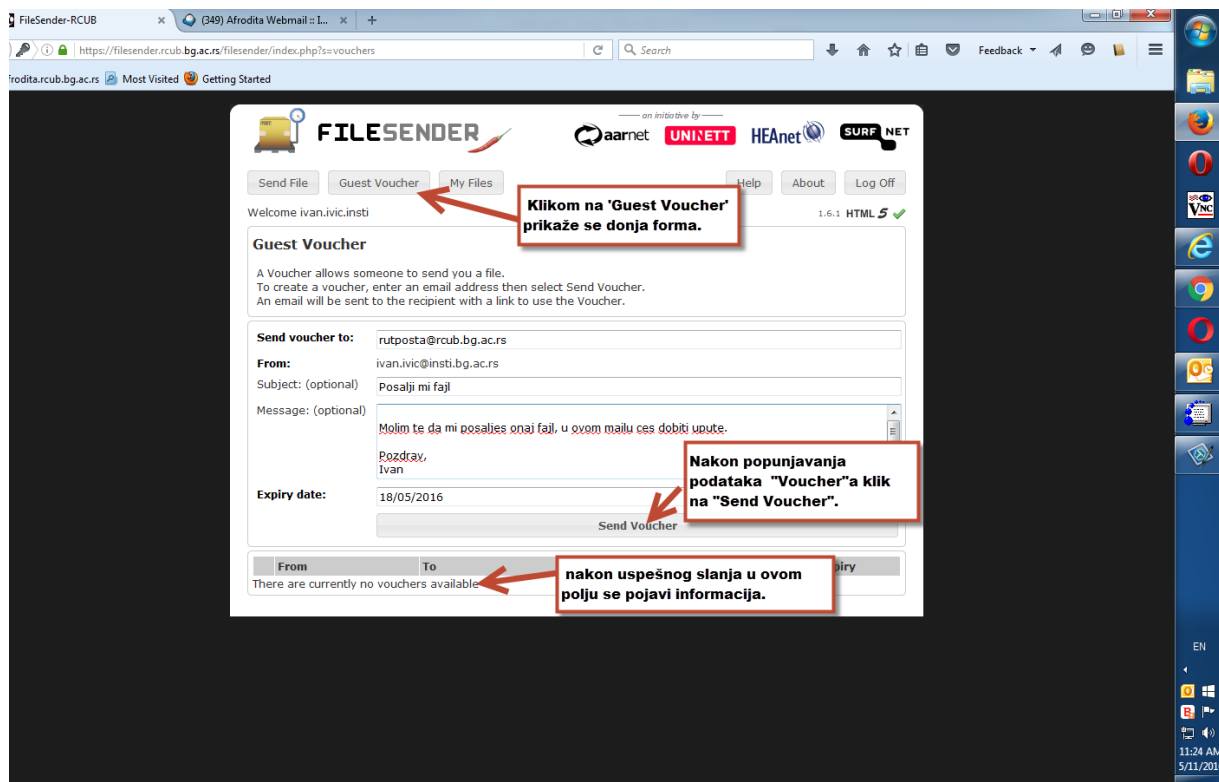 FileSender-RCUB
(349) Afrodita Webmail :: I...
https://filesender.rcub.bg.ac.rs/filesender/index.php?s=vouchers
Search
Feedback
frodita.rcub.bg.ac.rs Most Visited Getting Started
an initiative by
FILESENDER
aarnet UNINETT HEAnet SURF NET
Send File Guest Voucher My Files Help About Log Off
Welcome ivan.ivic.insti
1.6.1 HTML 5
Klikom na 'Guest Voucher'
prikaže se donja forma.
Guest Voucher
A Voucher allows someone to send you a file.
To create a voucher, enter an email address then select Send Voucher.
An email will be sent to the recipient with a link to use the Voucher.
Send voucher to: rutposta@rcub.bg.ac.rs
From: ivan.ivic@insti.bg.ac.rs
Subject: (optional) Posalji mi fajl
Message: (optional)
Molim te da mi posaljes onaj fajl, u ovom mailu ces dobiti upute.
Pozdrav,
Ivan
Nakon popunjavanja
podataka "Voucher"a klik
na "Send Voucher".
Expiry date: 18/05/2016
Send Voucher
From To piry
There are currently no vouchers available
nakon uspešnog slanja u ovom
polju se pojavi informacija.
VNC
EN
11:24 AM
5/11/201